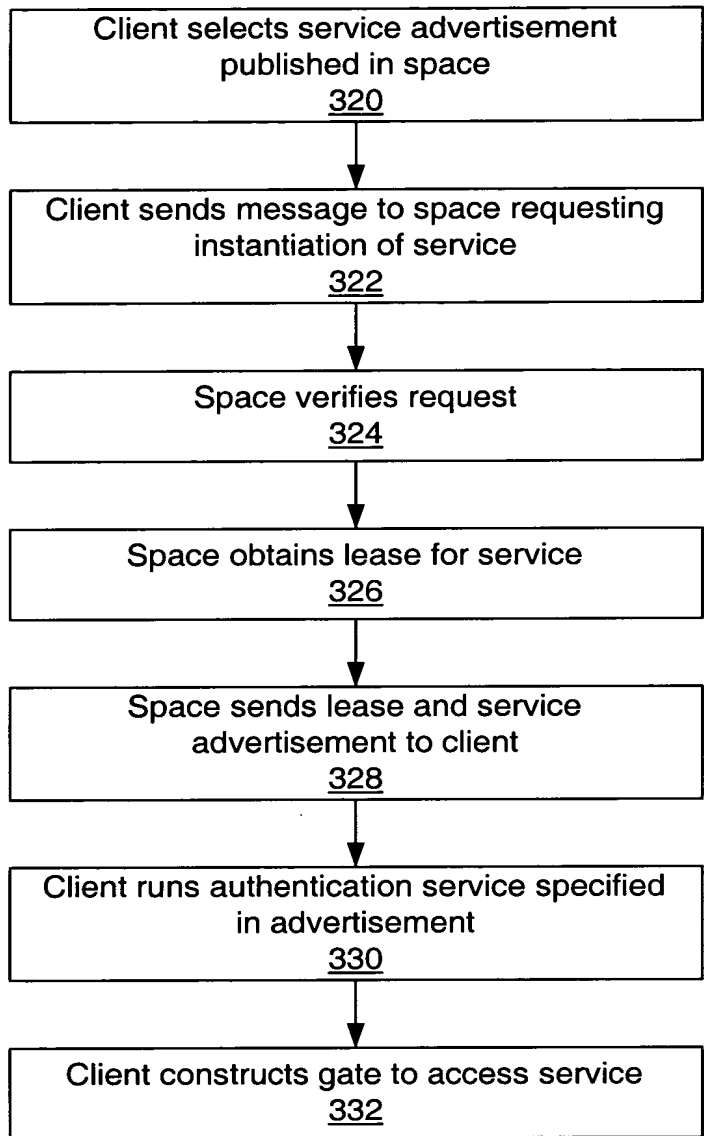 Client selects service advertisement
published in space
320
Client sends message to space requesting
instantiation of service
322
Space verifies request
324
Space obtains lease for service
326
Space sends lease and service
advertisement to client
328
Client runs authentication service specified
in advertisement
330
Client constructs gate to access service
332